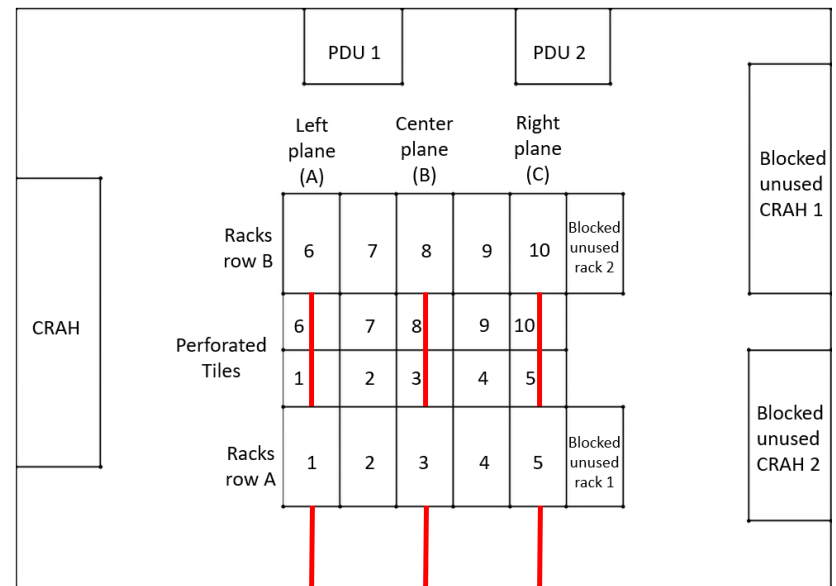 PDU 1
PDU 2
Left
plane
(A)
Center
plane
(B)
Right
plane
(C)
Blocked
unused
CRAH 1
Racks
row B
6
7
8
9
10
Blocked
unused
rack 2
CRAH
Perforated
Tiles
6
7
8
9
10
1
2
3
4
5
Racks
row A
1
2
3
4
5
Blocked
unused
rack 1
Blocked
unused
CRAH 2